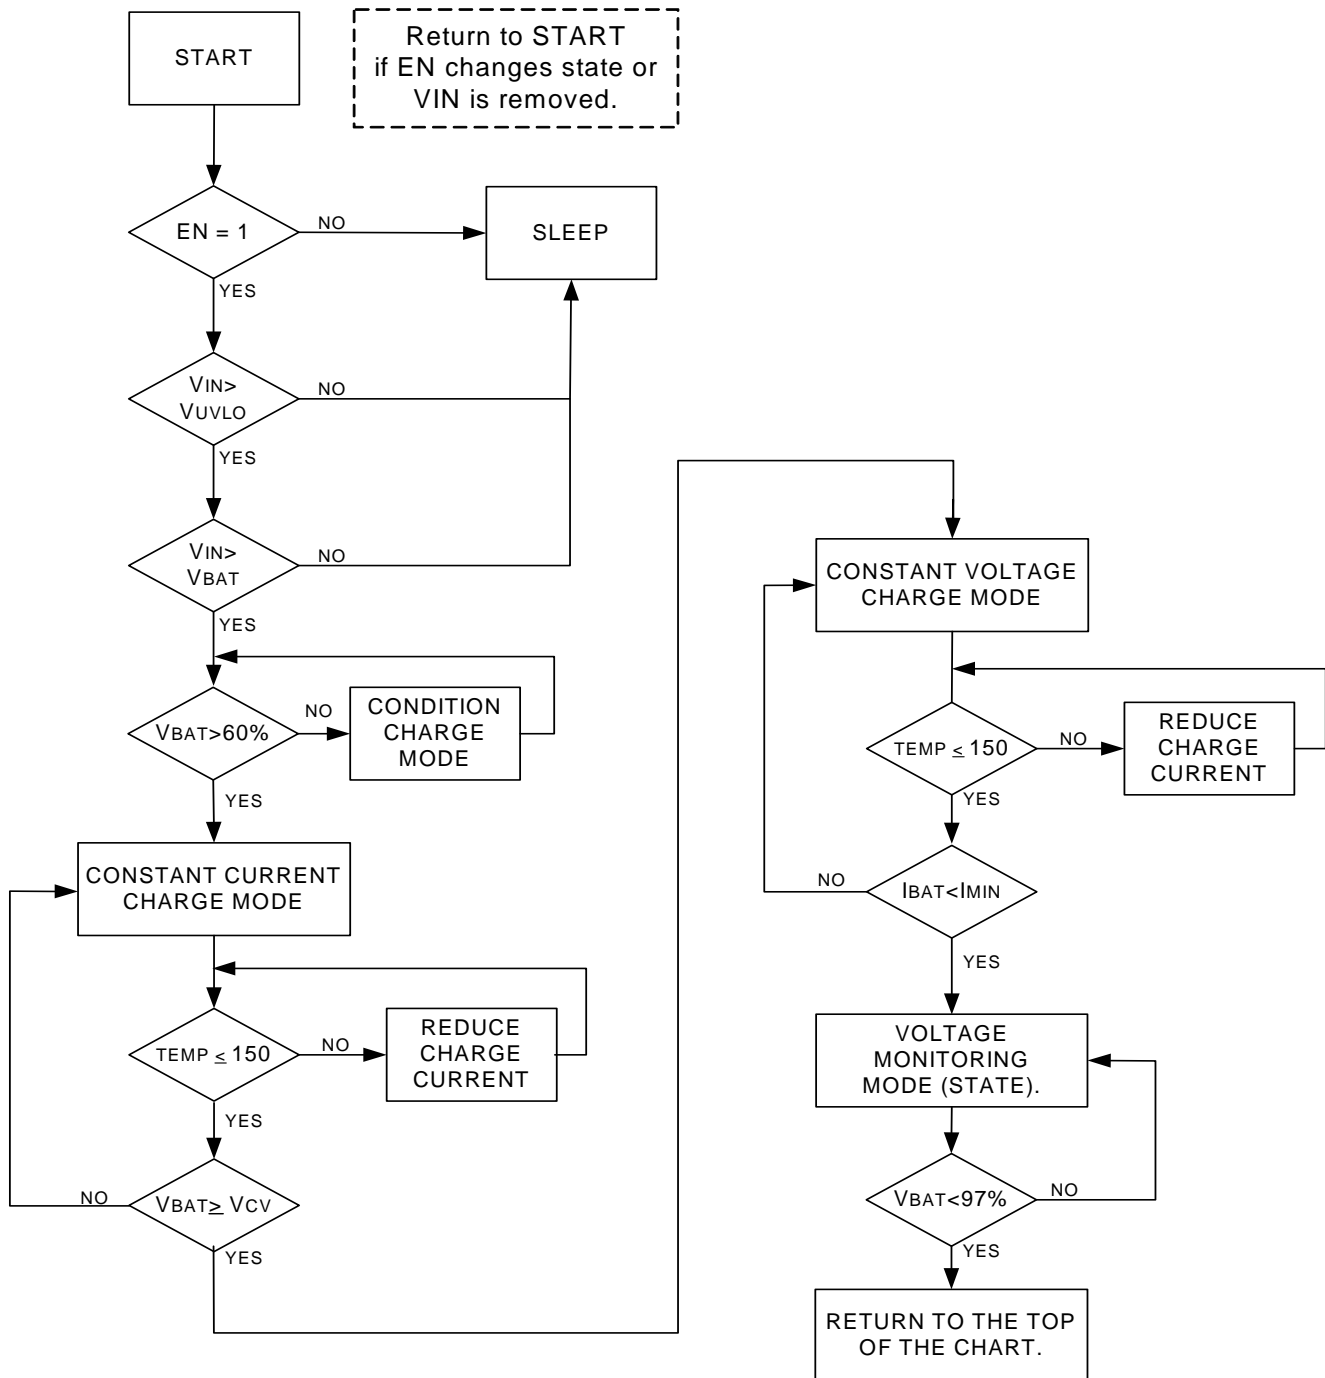 START
Return to START
if EN changes state or
VIN is removed.
EN = 1
NO
SLEEP
YES
VIN>
VUVLO
NO
YES
VIN>
VBAT
NO
YES
VBAT>60%
NO
CONDITION
CHARGE
MODE
YES
CONSTANT CURRENT
CHARGE MODE
TEMP ≤ 150
NO
REDUCE
CHARGE
CURRENT
YES
VBAT≥ VCV
NO
YES
CONSTANT VOLTAGE
CHARGE MODE
TEMP ≤ 150
NO
REDUCE
CHARGE
CURRENT
YES
IBAT<IMIN
NO
YES
VOLTAGE
MONITORING
MODE (STATE).
VBAT<97%
NO
YES
RETURN TO THE TOP
OF THE CHART.